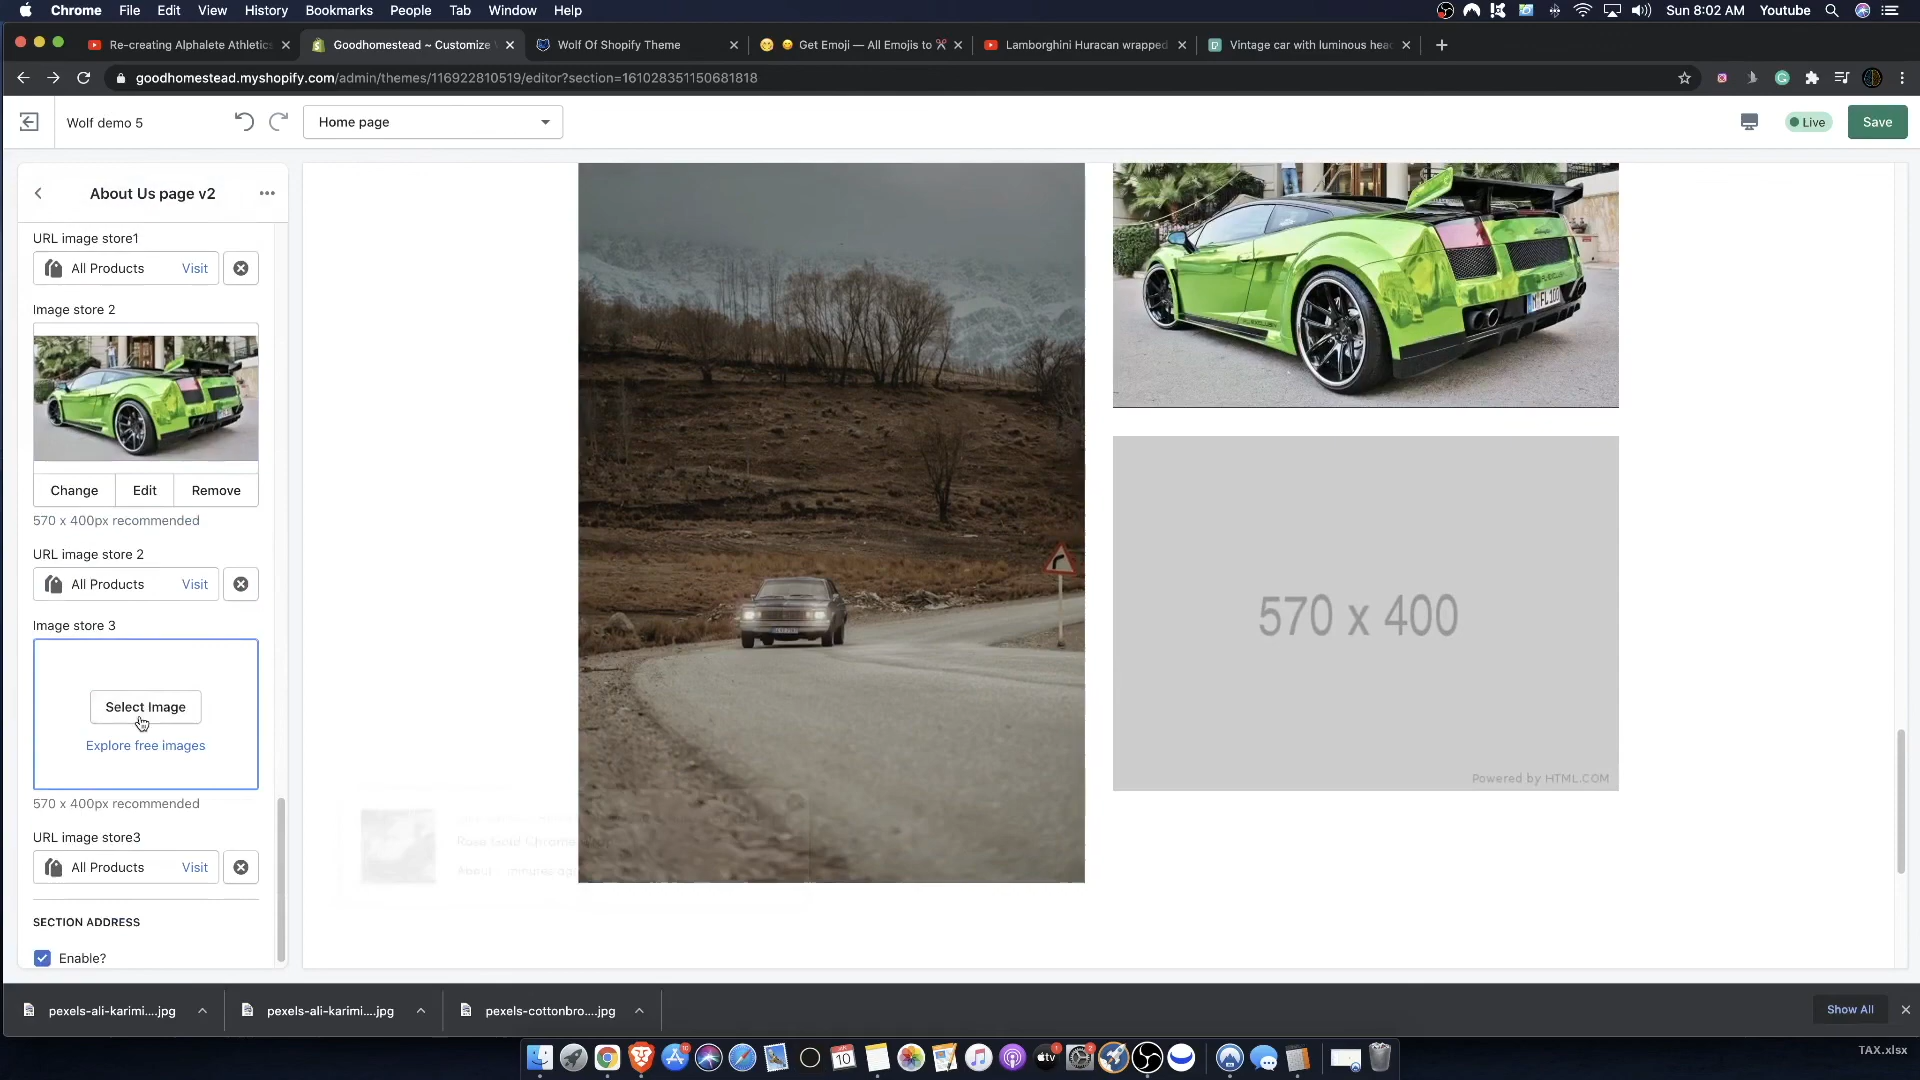 Chrome File Edit View History Bookmarks People Tab Window Help Sun 8:02 AM Youtube
Re-creating Alphalete Athletics Goodhomestead ~ Customize Wolf Of Shopify Theme Get Emoji — All Emojis to Lamborghini Huracan wrapped Vintage car with luminous head
goodhomestead.myshopify.com/admin/themes/116922810519/editor?section=161028351150681818
Wolf demo 5 Home page Live Save
About Us page v2
URL image store1
All Products Visit
Image store 2
Change Edit Remove
570 x 400px recommended
URL image store 2
All Products Visit
Image store 3
Select Image
Explore free images
570 x 400px recommended
URL image store3
All Products Visit
SECTION ADDRESS
Enable?
570 x 400
Powered by HTML.COM
Rose Gold Chrome
minutes ago
pexels-ali-karimi....jpg pexels-ali-karimi....jpg pexels-cottonbro....jpg Show All
TAX.xlsx